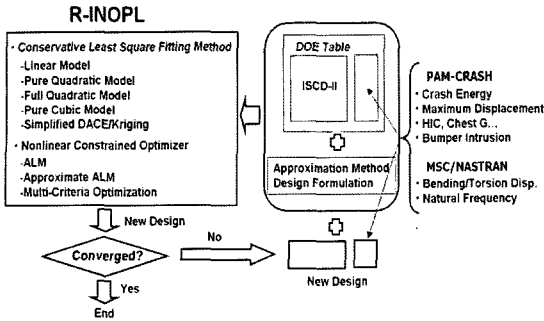 R-INOPL
· Conservative Least Square Fitting Method
-Linear Model
-Pure Quadratic Model
-Full Quadratic Model
-Pure Cubic Model
-Simplified DACE/Kriging
· Nonlinear Constrained Optimizer
-ALM
-Approximate ALM
-Multi-Criteria Optimization
New Design
Converged?
No
Yes
End
DOE Table
ISCD-II
Approximation Method
Design Formulation
New Design
PAM-CRASH
· Crash Energy
· Maximum Displacement
· HIC, Chest G...
· Bumper Intrusion
MSC/NASTRAN
· Bending/Torsion Disp.
· Natural Frequency